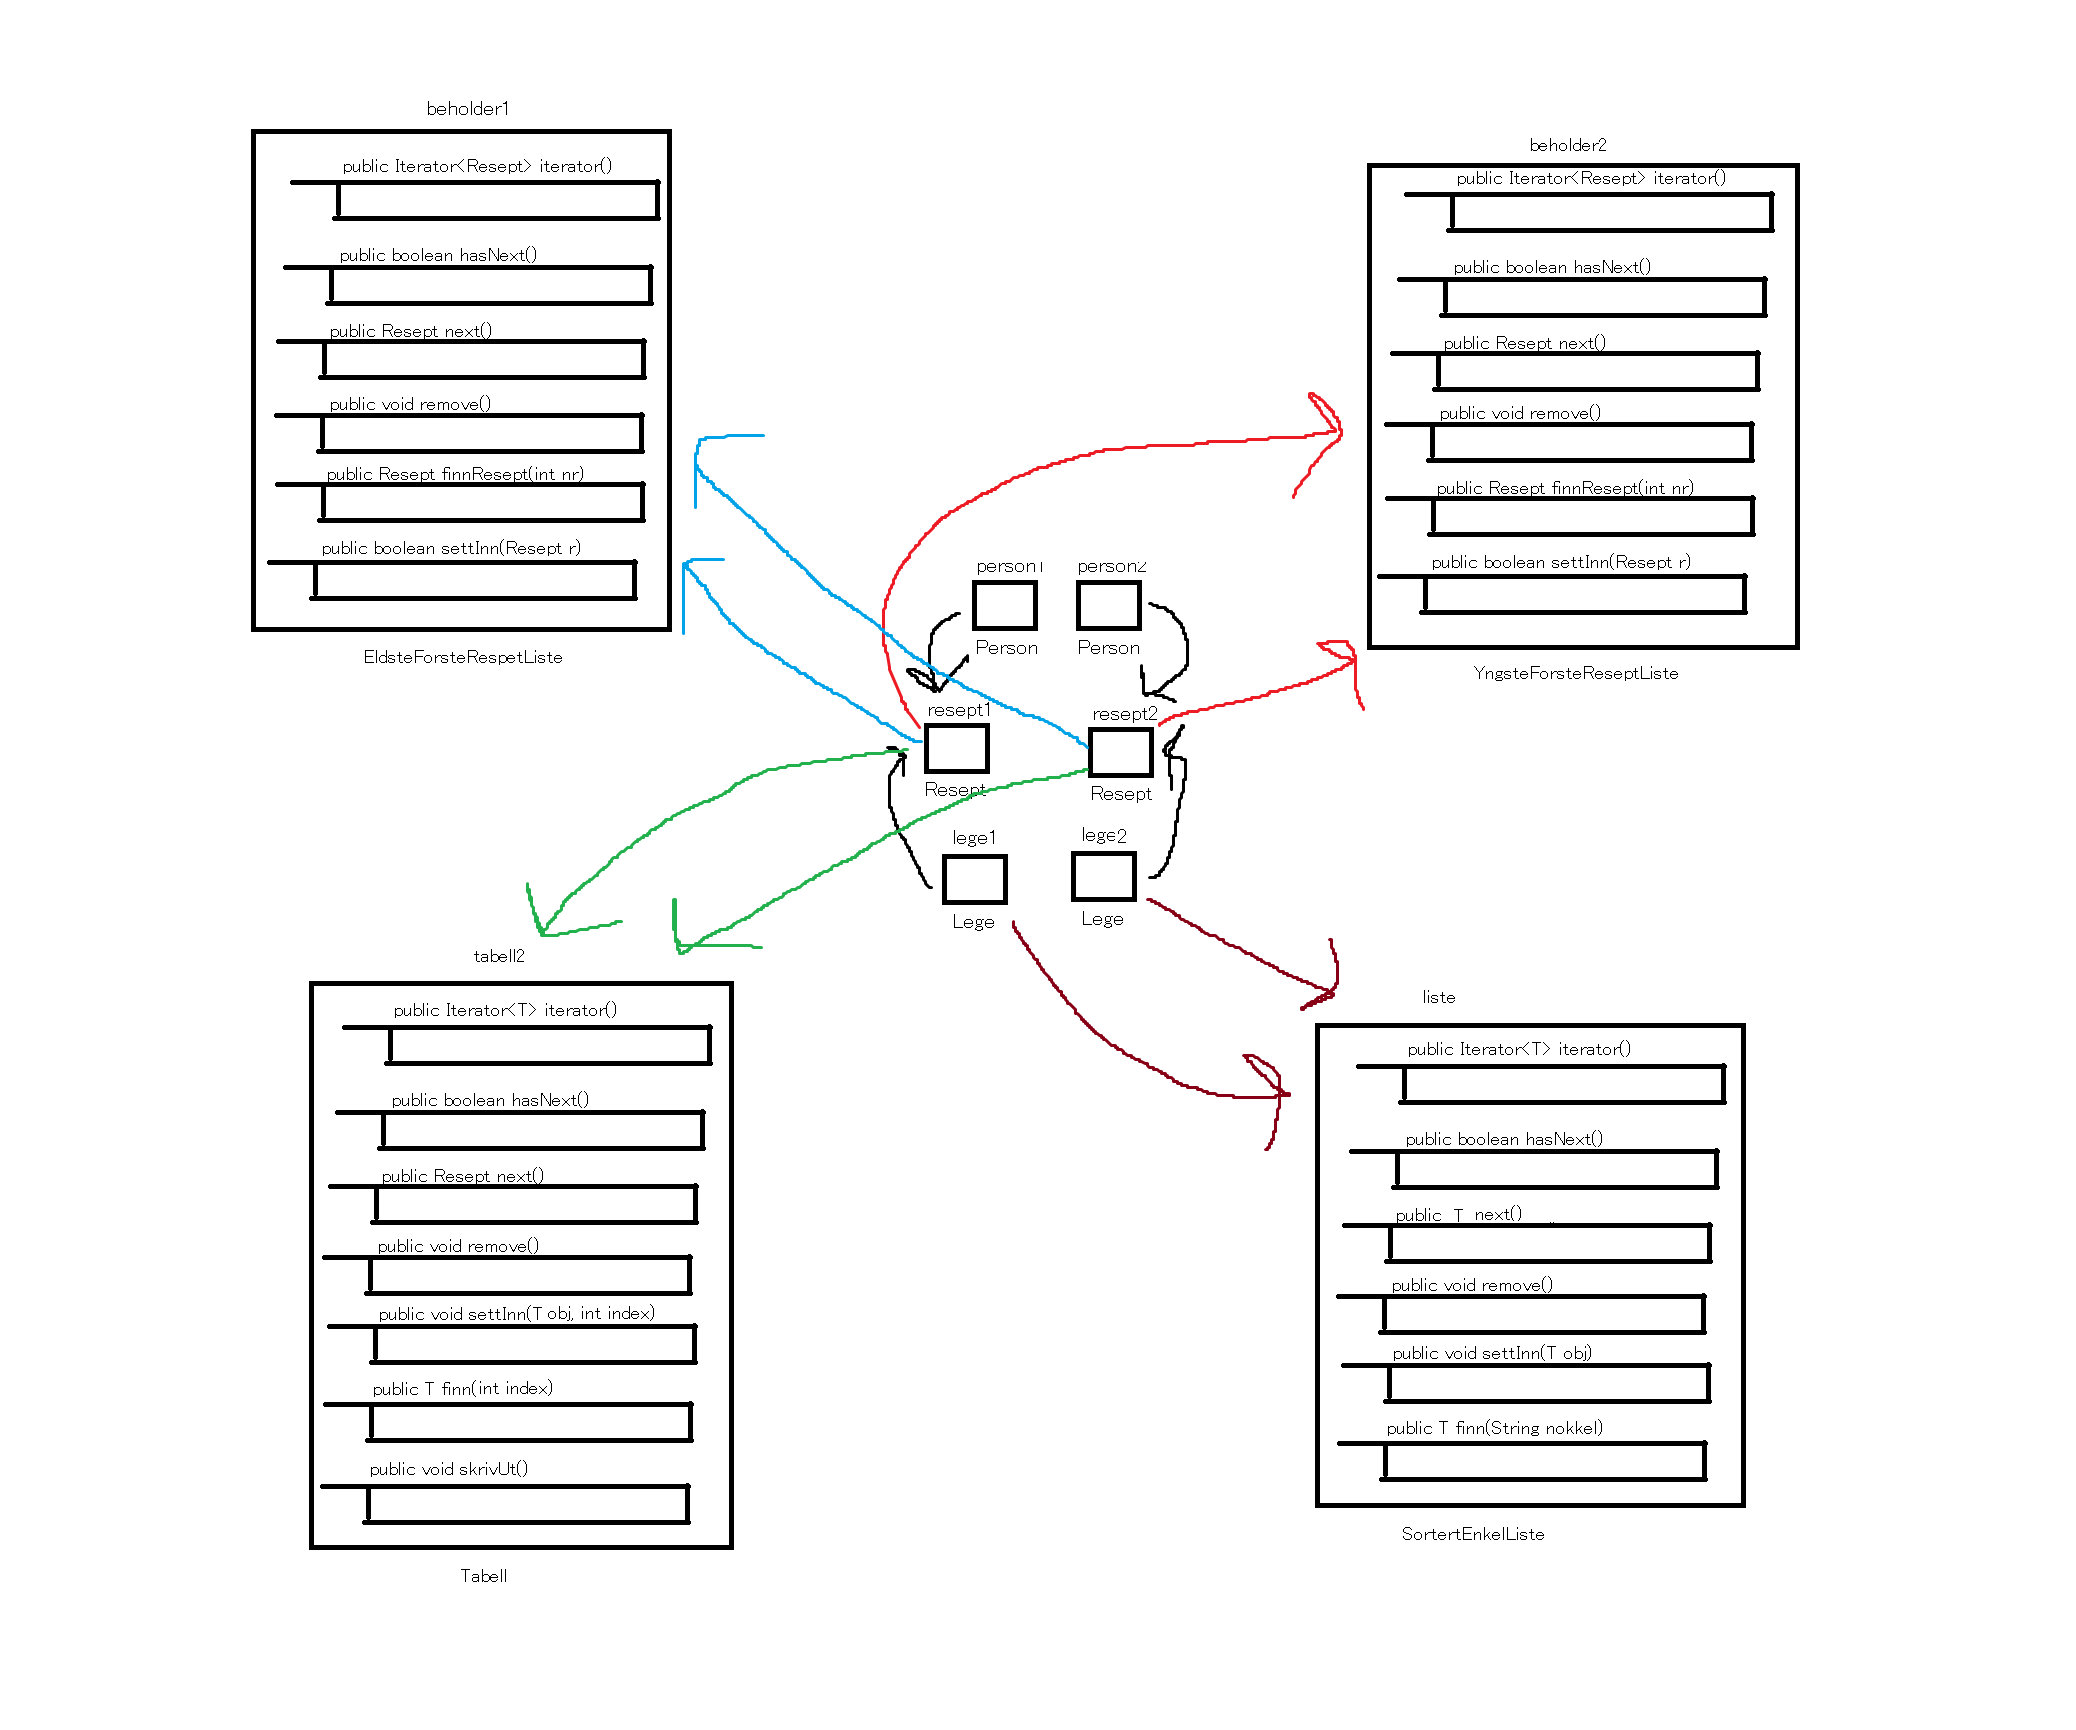 beholder1
public Iterator<Resept> iterator()
public boolean hasNext()
public Resept next()
public void remove()
public Resept finnResept(int nr)
public boolean settInn(Resept r)
EldsteForsteRespetListe
beholder2
public Iterator<Resept> iterator()
public boolean hasNext()
public Resept next()
public void remove()
public Resept finnResept(int nr)
public boolean settInn(Resept r)
YngsteForsteReseptListe
person1
person2
Person
Person
resept1
resept2
Resept
Resept
lege1
lege2
Lege
Lege
tabell2
public Iterator<T> iterator()
public boolean hasNext()
public Resept next()
public void remove()
public void settInn(T obj, int index)
public T finn(int index)
public void skrivUt()
Tabell
liste
public Iterator<T> iterator()
public boolean hasNext()
public T next()
public void remove()
public void settInn(T obj)
public T finn(String nokkel)
SortertEnkelListe